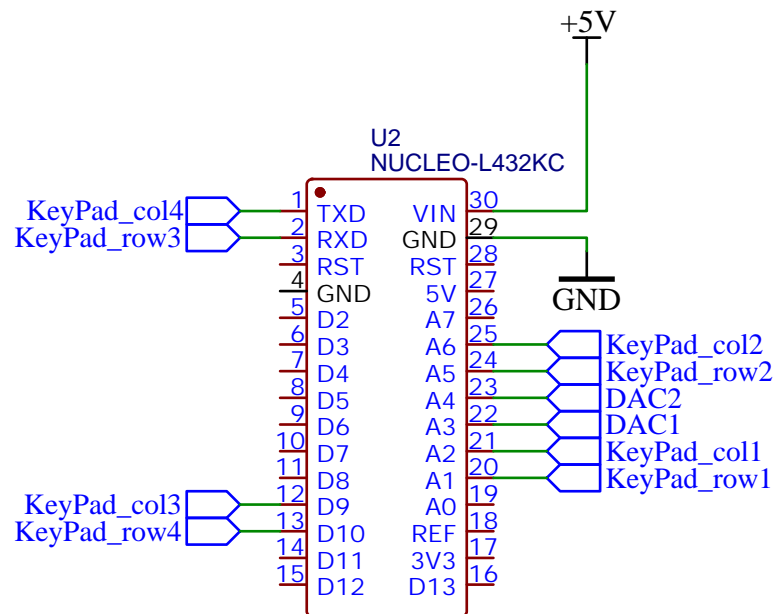 +5V
U2
NUCLEO-L432KC
KeyPad_col4 1 TXD VIN 30
KeyPad_row3 2 RXD GND 29
3 RST RST 28
4 GND 5V 27
GND
5 D2 A7 26
6 D3 A6 25 KeyPad_col2
7 D4 A5 24 KeyPad_row2
8 D5 A4 23 DAC2
9 D6 A3 22 DAC1
10 D7 A2 21 KeyPad_col1
11 D8 A1 20 KeyPad_row1
KeyPad_col3 12 D9 A0 19
KeyPad_row4 13 D10 REF 18
14 D11 3V3 17
15 D12 D13 16